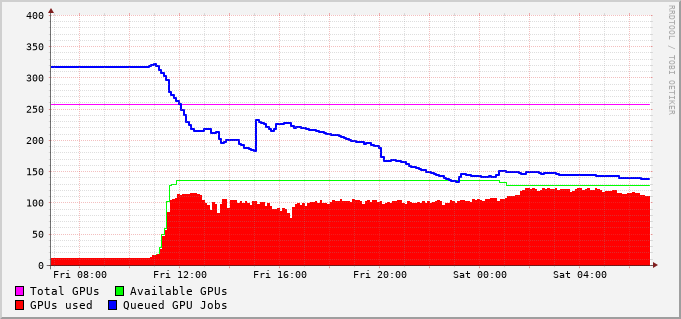 400
350
300
250
200
150
100
50
0
Fri 08:00 Fri 12:00 Fri 16:00 Fri 20:00 Sat 00:00 Sat 04:00
Total GPUs Available GPUs
GPUs used Queued GPU Jobs
RRDTOOL / TOBI OETIKER